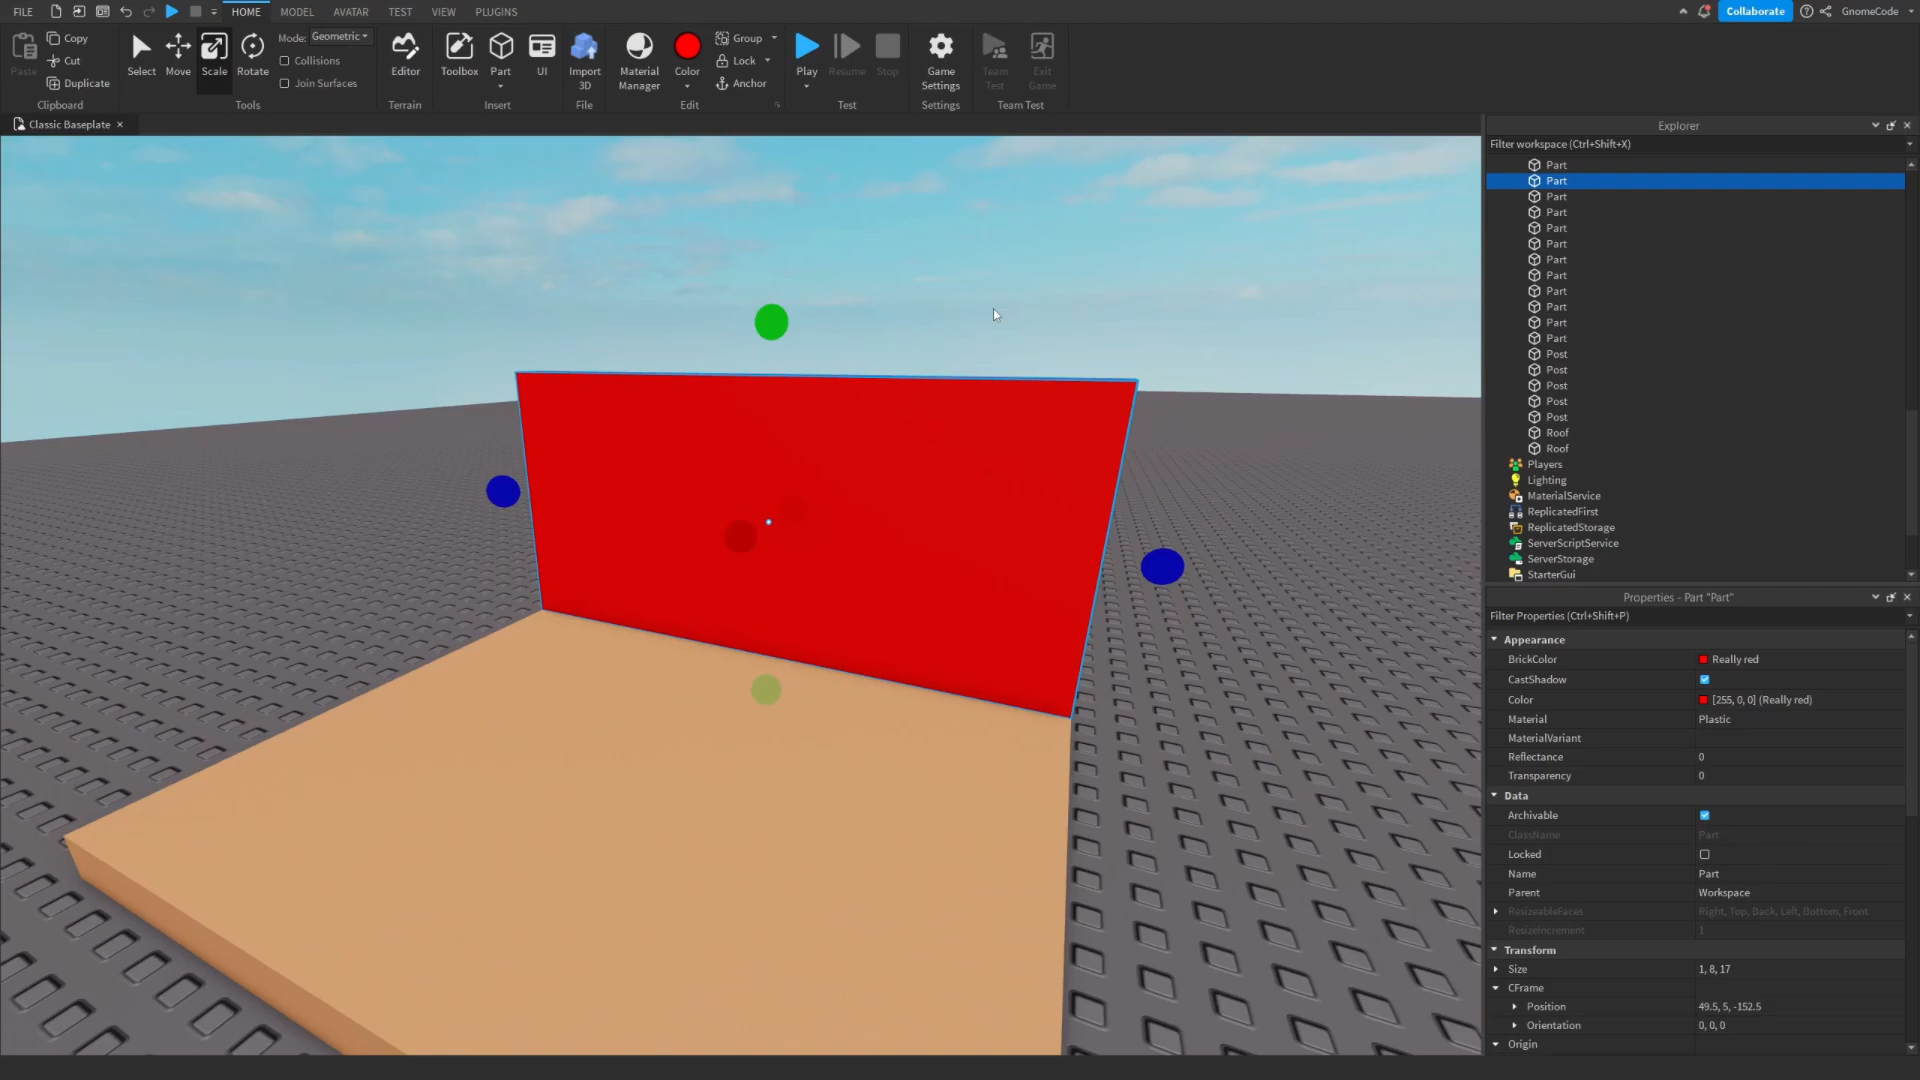 FILE HOME MODEL AVATAR TEST VIEW PLUGINS Collaborate GnomeCode
Paste Copy Cut Duplicate Clipboard
Select Move Scale Rotate Mode: Geometric Collisions Join Surfaces Tools
Editor Terrain
Toolbox Part UI Insert
Import 3D File
Material Manager Color Group Lock Anchor Edit
Play Resume Stop Test
Game Settings Settings
Team Test Exit Game Team Test
Classic Baseplate
Explorer
Filter workspace (Ctrl+Shift+X)
Part
Part
Part
Part
Part
Part
Part
Part
Part
Part
Part
Part
Post
Post
Post
Post
Post
Roof
Roof
Players
Lighting
MaterialService
ReplicatedFirst
ReplicatedStorage
ServerScriptService
ServerStorage
StarterGui
Properties - Part "Part"
Filter Properties (Ctrl+Shift+P)
Appearance
BrickColor Really red
CastShadow
Color [255, 0, 0] (Really red)
Material Plastic
MaterialVariant
Reflectance 0
Transparency 0
Data
Archivable
ClassName Part
Locked
Name Part
Parent Workspace
ResizeableFaces Right, Top, Back, Left, Bottom, Front
ResizeIncrement 1
Transform
Size 1, 8, 17
CFrame
Position 49.5, 5, -152.5
Orientation 0, 0, 0
Origin